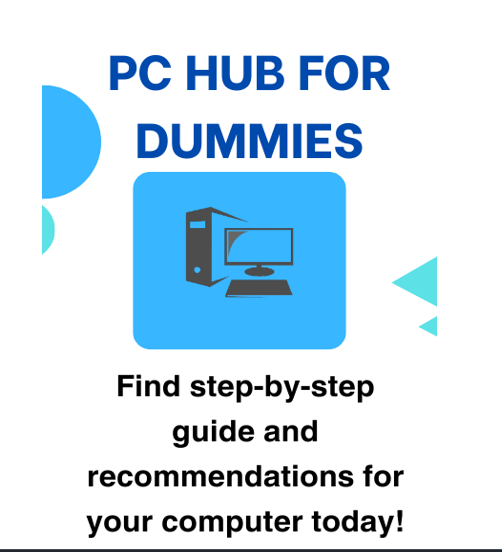 PC HUB FOR
DUMMIES
Find step-by-step
guide and
recommendations for
your computer today!